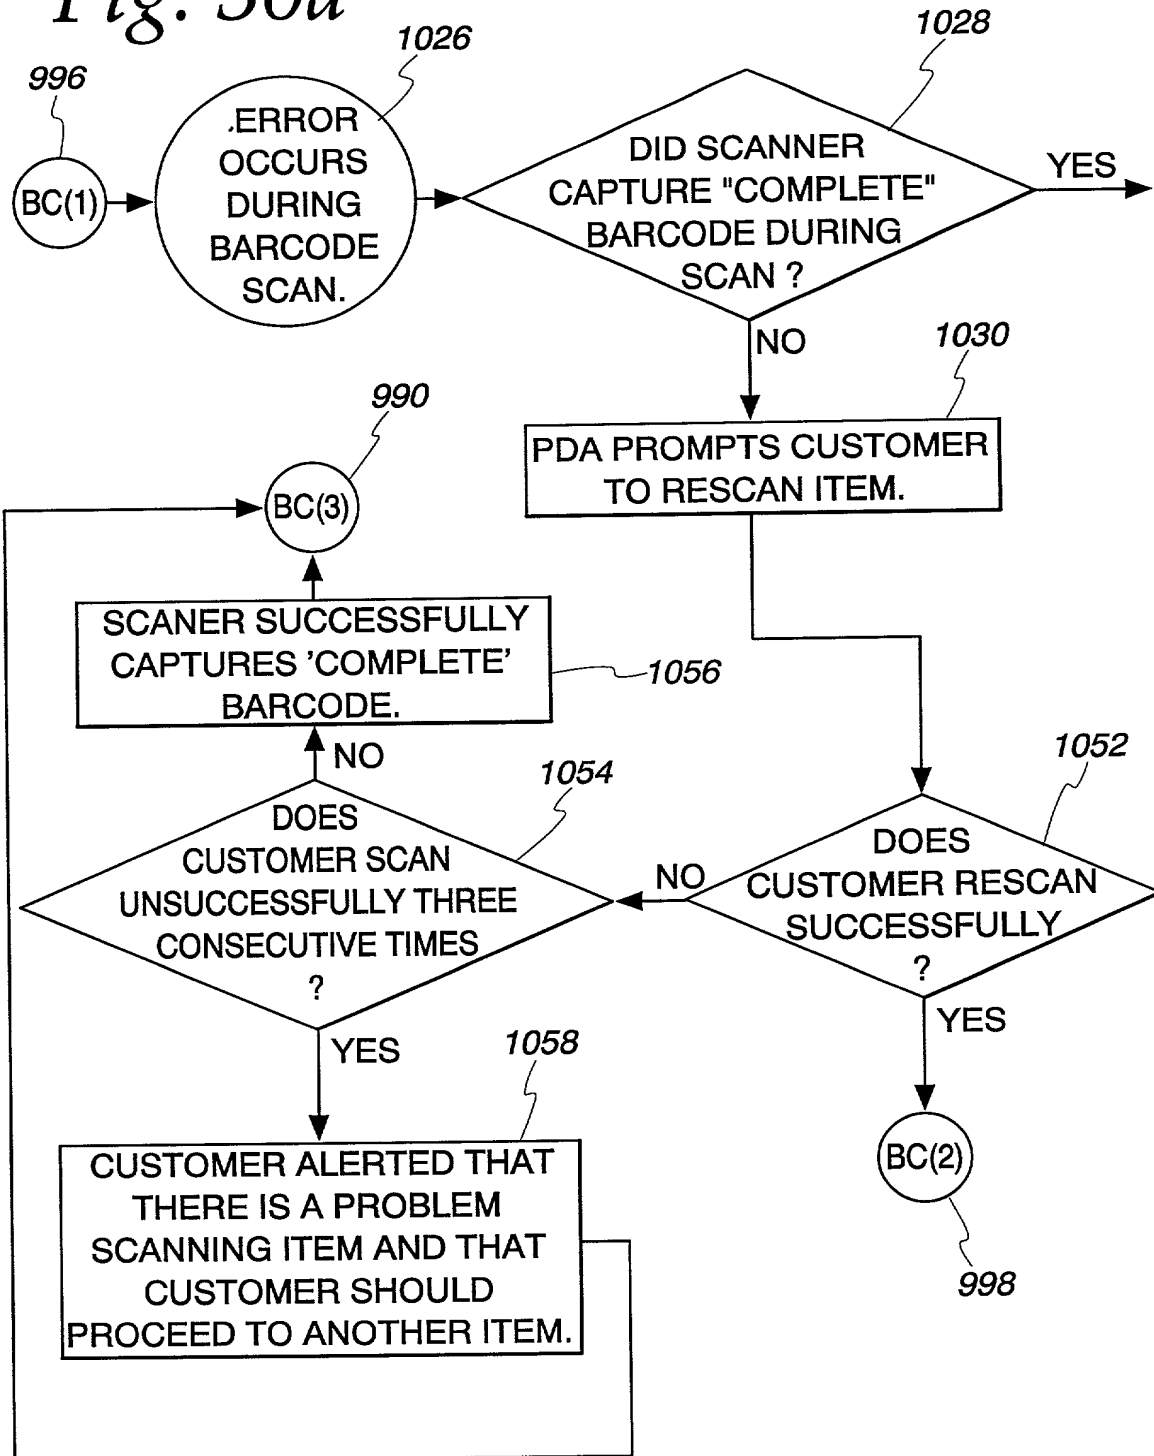 Fig. 36a
1026
1028
996
BC(1)
.ERROR
OCCURS
DURING
BARCODE
SCAN.
DID SCANNER
CAPTURE "COMPLETE"
BARCODE DURING
SCAN ?
YES
NO
1030
PDA PROMPTS CUSTOMER
TO RESCAN ITEM.
990
BC(3)
SCANER SUCCESSFULLY
CAPTURES 'COMPLETE'
BARCODE.
1056
NO
1054
DOES
CUSTOMER SCAN
UNSUCCESSFULLY THREE
CONSECUTIVE TIMES
?
NO
1052
DOES
CUSTOMER RESCAN
SUCCESSFULLY
?
YES
YES
1058
CUSTOMER ALERTED THAT
THERE IS A PROBLEM
SCANNING ITEM AND THAT
CUSTOMER SHOULD
PROCEED TO ANOTHER ITEM.
BC(2)
998